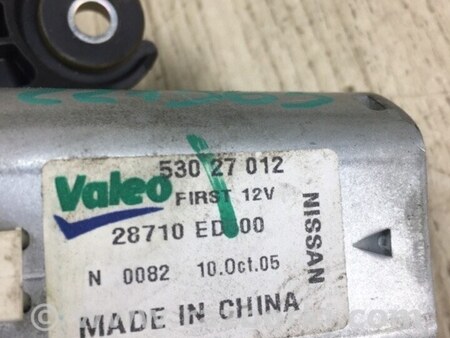 530 27 012
Valeo
FIRST 12V
28710
NISSAN
N 0082 10.Oct.05
MADE IN CHINA